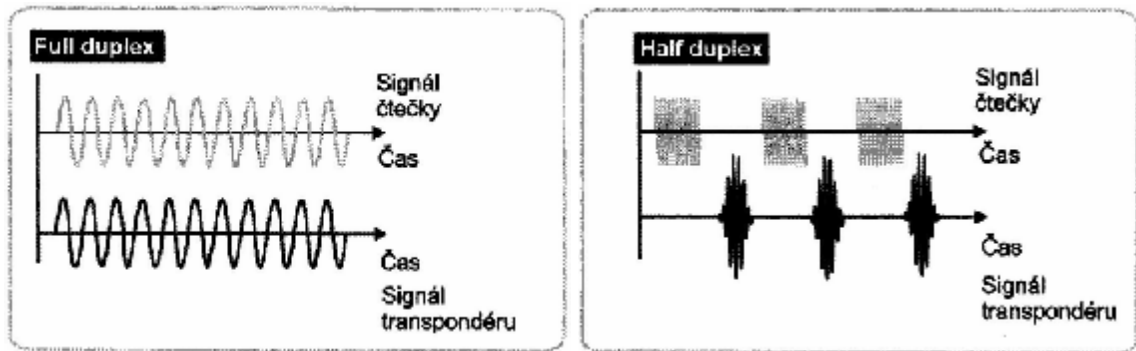 Full duplex
Signál
čtečky
Čas
Čas
Signál
transpondéru
Half duplex
Signál
čtečky
Čas
Čas
Signál
transpondéru